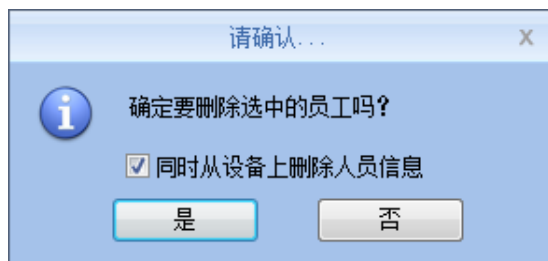 请确认...
x
确定要删除选中的员工吗?
同时从设备上删除人员信息
是
否